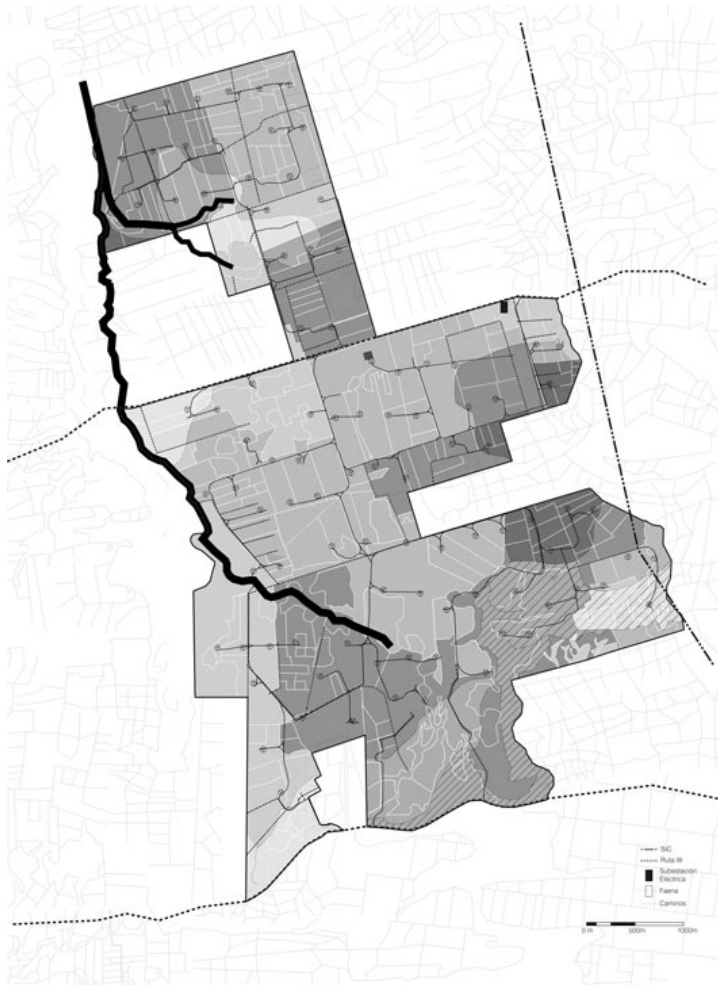 SIC
Ruta W
Subestación
Eléctrica
Faena
Caminos
0 m 500m 1000m